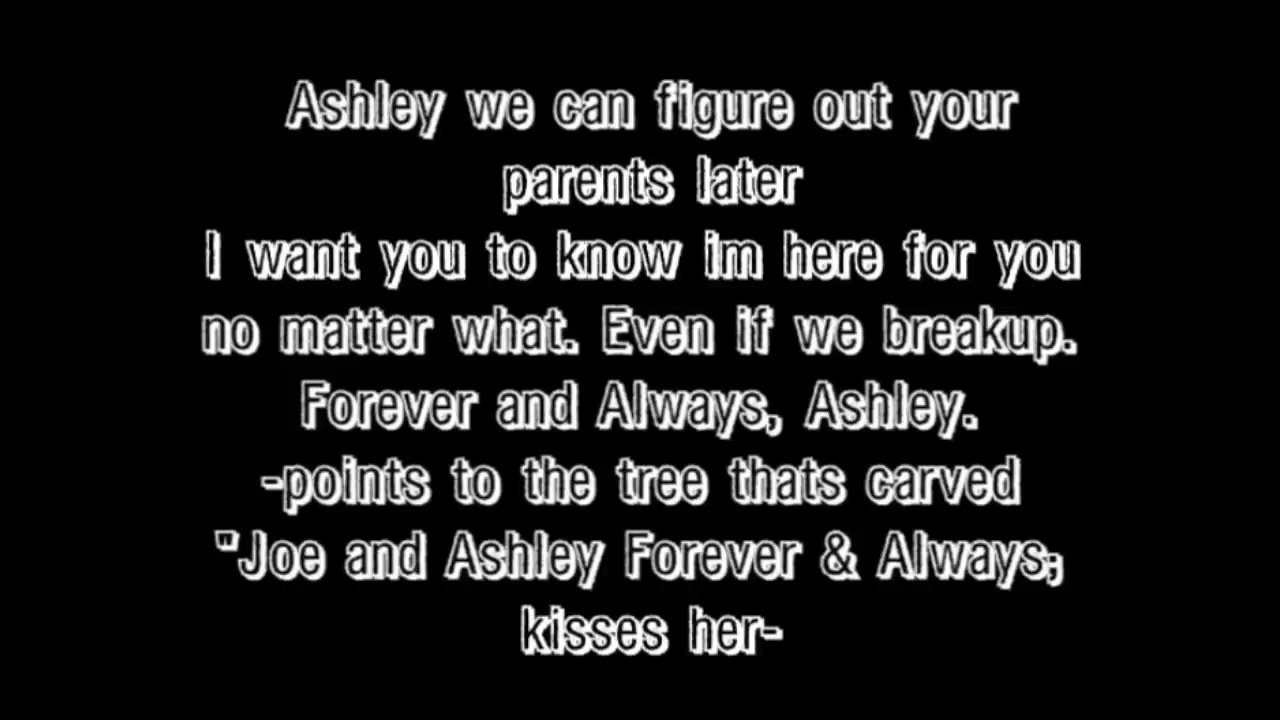 Ashley we can figure out your
parents later
I want you to know im here for you
no matter what. Even if we breakup.
Forever and Always, Ashley.
-points to the tree thats carved
"Joe and Ashley Forever & Always;
kisses her-